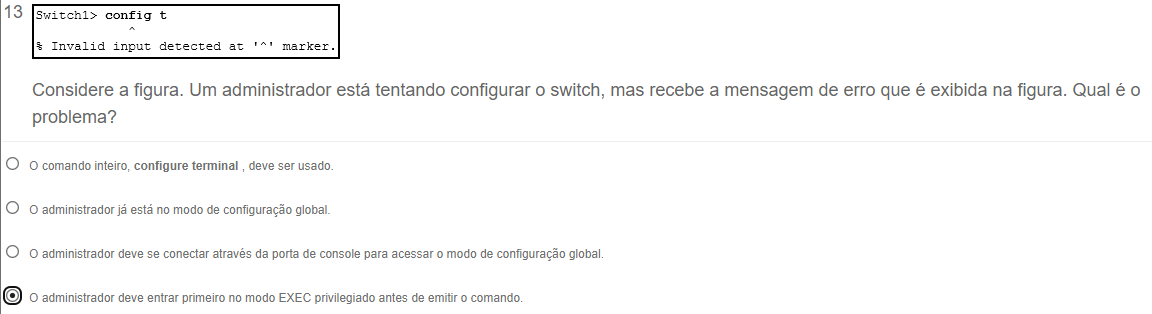 13
Switch1> config t
^
% Invalid input detected at '^' marker.
Considere a figura. Um administrador está tentando configurar o switch, mas recebe a mensagem de erro que é exibida na figura. Qual é o
problema?
O comando inteiro, configure terminal , deve ser usado.
O administrador já está no modo de configuração global.
O administrador deve se conectar através da porta de console para acessar o modo de configuração global.
O administrador deve entrar primeiro no modo EXEC privilegiado antes de emitir o comando.